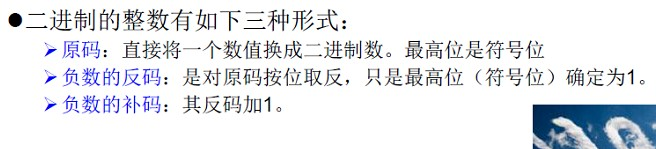 ●二进制的整数有如下三种形式：
➢原码：直接将一个数值换成二进制数。最高位是符号位
➢负数的反码：是对原码按位取反，只是最高位（符号位）确定为1。
➢负数的补码：其反码加1。